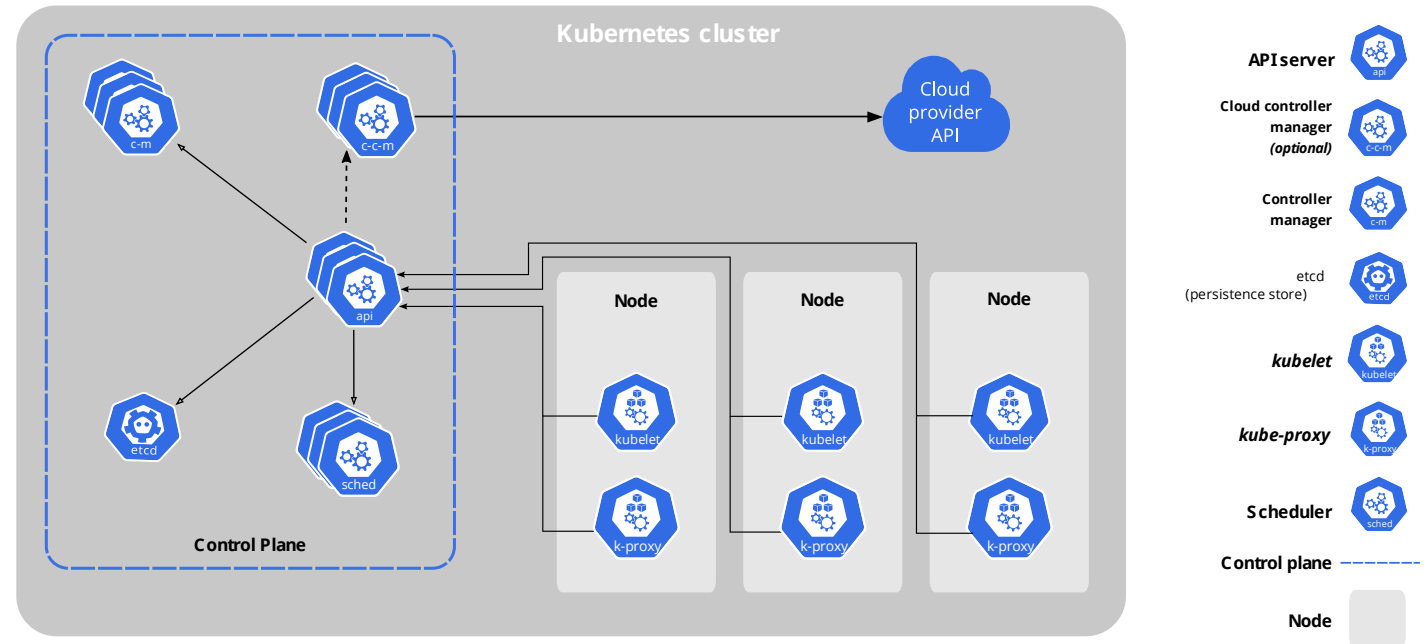 Kubernetes cluster
c-m
c-c-m
Cloud
provider
API
api
etcd
sched
Control Plane
Node
Node
Node
kubelet
kubelet
kubelet
k-proxy
k-proxy
k-proxy
API server
api
Cloud controller
manager
(optional)
c-c-m
Controller
manager
c-m
etcd
(persistence store)
etcd
kubelet
kubelet
kube-proxy
k-proxy
Scheduler
sched
Control plane
Node